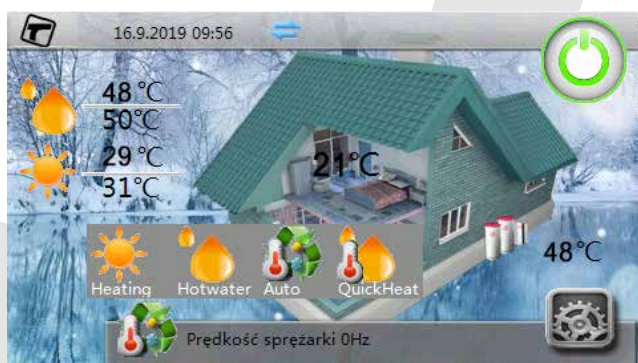 16.9.2019 09:56
48 °C
50°C
29 °C
31°C
21°C
48°C
Heating Hotwater Auto QuickHeat
Prędkość sprężarki 0Hz